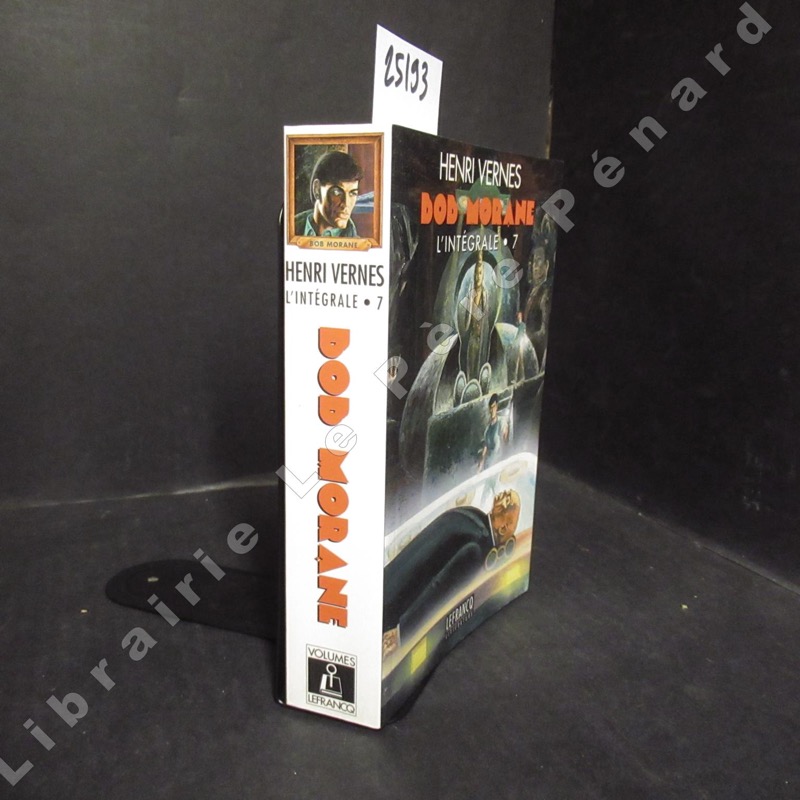 25193
BOB MORANE
HENRI VERNES
L'INTÉGRALE • 7
BOB MORANE
VOLUMES
LEFRANCQ
HENRI VERNES
BOB MORANE
L'INTÉGRALE • 7
LEFRANCQ
Librairie Le Père Pénard